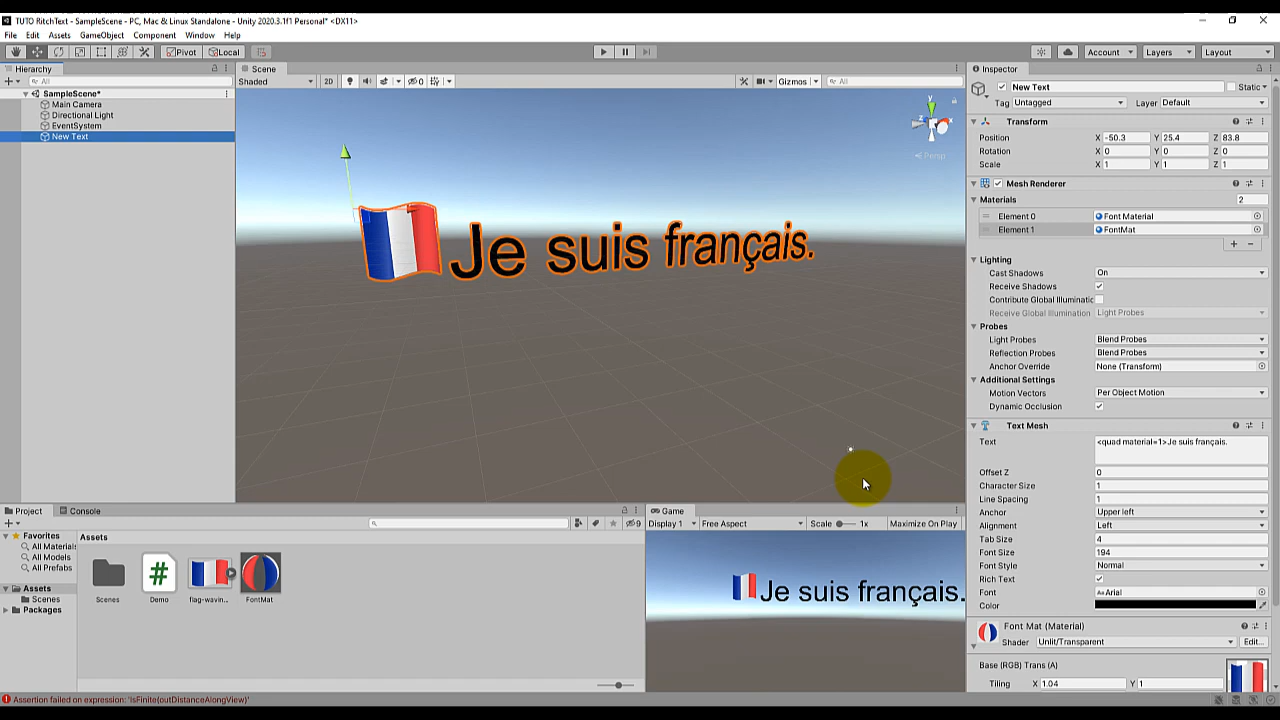 TUTO RitchText - SampleScene - PC, Mac & Linux Standalone - Unity 2020.3.1f1 Personal* <DX11>
File Edit Assets GameObject Component Window Help
Pivot Local Account Layers Layout
Hierarchy
All
SampleScene*
Main Camera
Directional Light
EventSystem
New Text
Scene
Shaded 2D 0 Gizmos All
y
x
z
Persp
Je suis français.
Inspector
New Text Static
Tag Untagged Layer Default
Transform
Position X -50.3 Y 25.4 Z 83.8
Rotation X 0 Y 0 Z 0
Scale X 1 Y 1 Z 1
Mesh Renderer
Materials 2
Element 0 Font Material
Element 1 FontMat
Lighting
Cast Shadows On
Receive Shadows
Contribute Global Illuminatic
Receive Global Illumination Light Probes
Probes
Light Probes Blend Probes
Reflection Probes Blend Probes
Anchor Override None (Transform)
Additional Settings
Motion Vectors Per Object Motion
Dynamic Occlusion
Text Mesh
Text <quad material=1>Je suis français.
Offset Z 0
Character Size 1
Line Spacing 1
Anchor Upper left
Alignment Left
Tab Size 4
Font Size 194
Font Style Normal
Rich Text
Font Arial
Color
Font Mat (Material)
Shader Unlit/Transparent Edit...
Base (RGB) Trans (A)
Tiling X 1.04 Y 1
Project Console
9
Favorites
All Materials
All Models
All Prefabs
Assets
Scenes
Packages
Assets
Scenes Demo flag-wavin... FontMat
Game
Display 1 Free Aspect Scale 1x Maximize On Play
Je suis français.
Assertion failed on expression: 'IsFinite(outDistanceAlongView)'